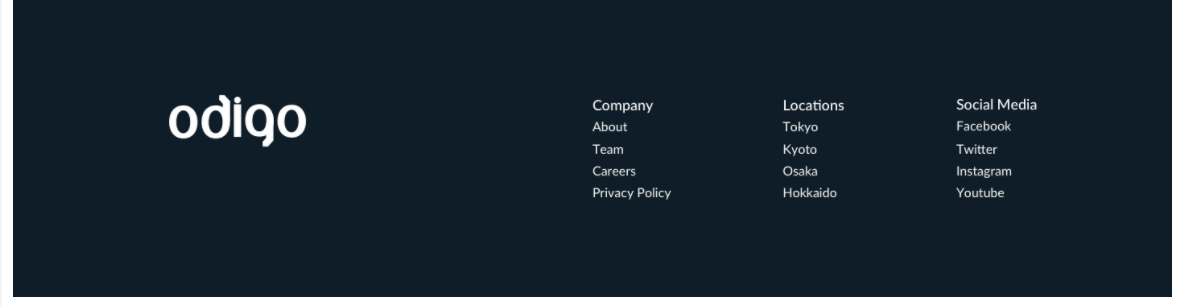 odigo
Company
About
Team
Careers
Privacy Policy
Locations
Tokyo
Kyoto
Osaka
Hokkaido
Social Media
Facebook
Twitter
Instagram
Youtube